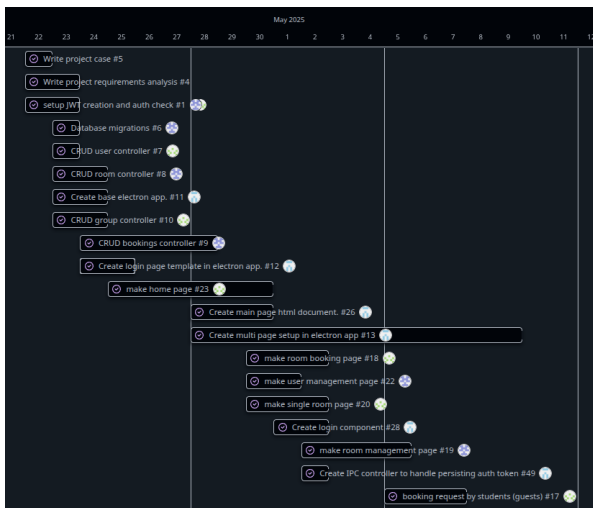 May 2025
21 22 23 24 25 26 27 28 29 30 1 2 3 4 5 6 7 8 9 10 11 12
Write project case #5
Write project requirements analysis #4
setup JWT creation and auth check #1
Database migrations #6
CRUD user controller #7
CRUD room controller #8
Create base electron app. #11
CRUD group controller #10
CRUD bookings controller #9
Create login page template in electron app. #12
make home page #23
Create main page html document. #26
Create multi page setup in electron app #13
make room booking page #18
make user management page #22
make single room page #20
Create login component #28
make room management page #19
Create IPC controller to handle persisting auth token #49
booking request by students (guests) #17